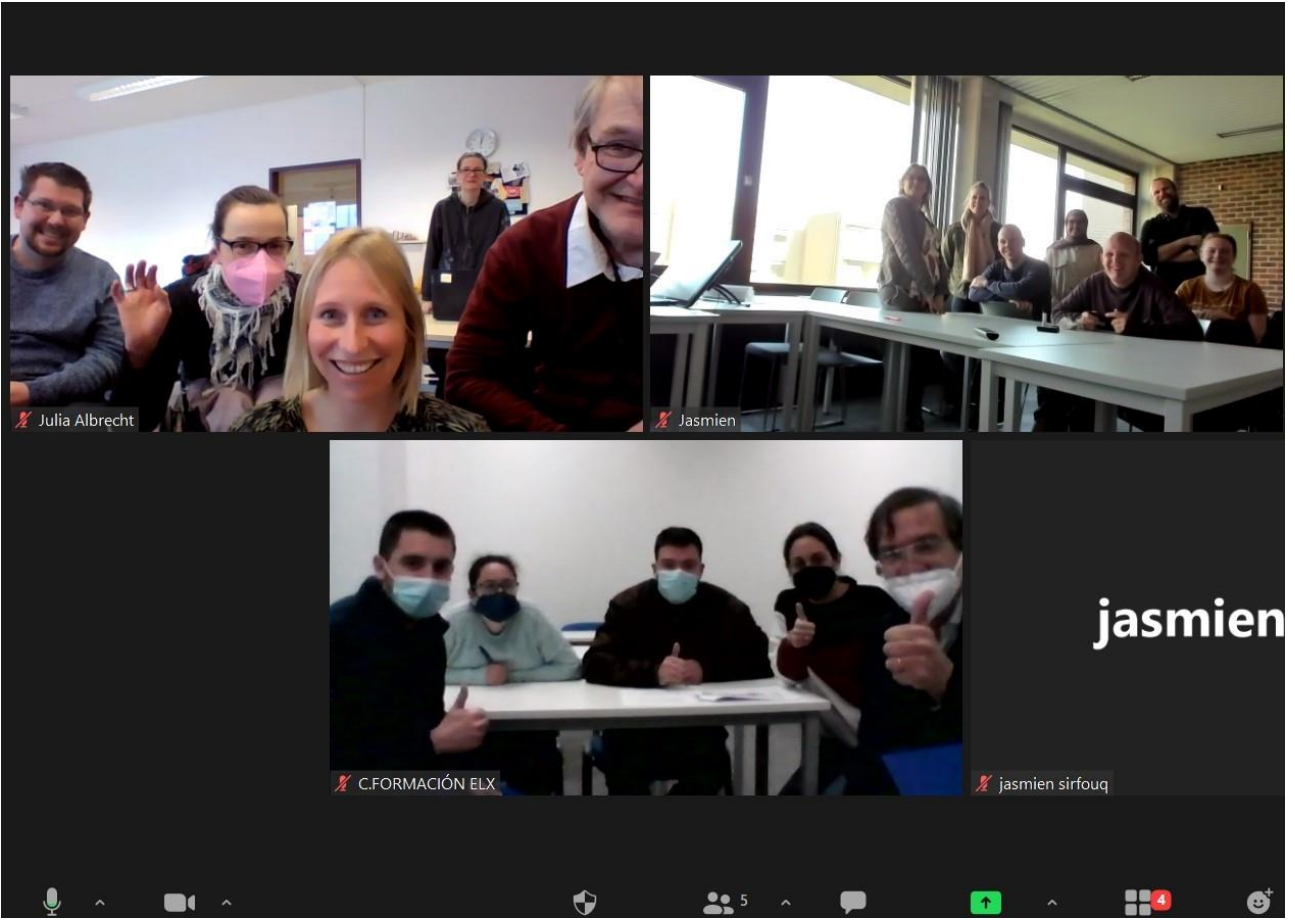 Julia Albrecht
Jasmien
C.FORMACIÓN ELX
jasmien
jasmien sirfouq
5
4